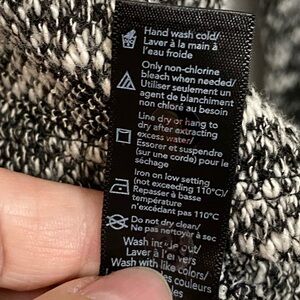 Hand wash cold/
Laver à la main à
l'eau froide
Only non-chlorine
bleach when needed/
Utiliser seulement un
agent de blanchiment
non chloré au besoin
Line dry or hang to
dry after extracting
excess water/
Essorer et suspendre
(sur une corde) pour le
séchage
Iron on low setting
(not exceeding 110°C)/
Repasser à basse
température
n'excédant pas 110°C
Do not dry clean/
Ne pas nettoyer à sec
Wash inside out/
Laver à l'envers
Wash with like colors/
couleurs